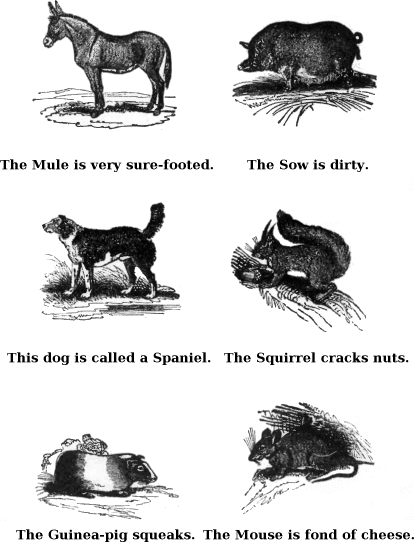 The Mule is very sure-footed.
The Sow is dirty.
This dog is called a Spaniel.
The Squirrel cracks nuts.
The Guinea-pig squeaks.
The Mouse is fond of cheese.